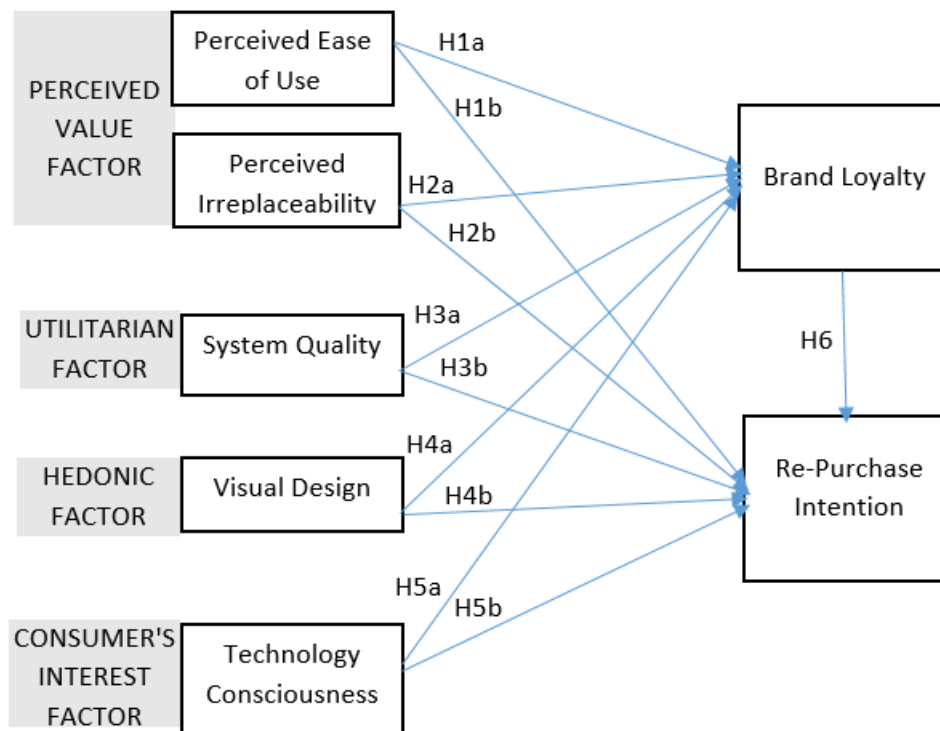 PERCEIVED
VALUE
FACTOR
Perceived Ease
of Use
Perceived
Irreplaceability
UTILITARIAN
FACTOR
System Quality
HEDONIC
FACTOR
Visual Design
CONSUMER'S
INTEREST
FACTOR
Technology
Consciousness
H1a
H1b
H2a
H2b
H3a
H3b
H4a
H4b
H5a
H5b
Brand Loyalty
H6
Re-Purchase
Intention